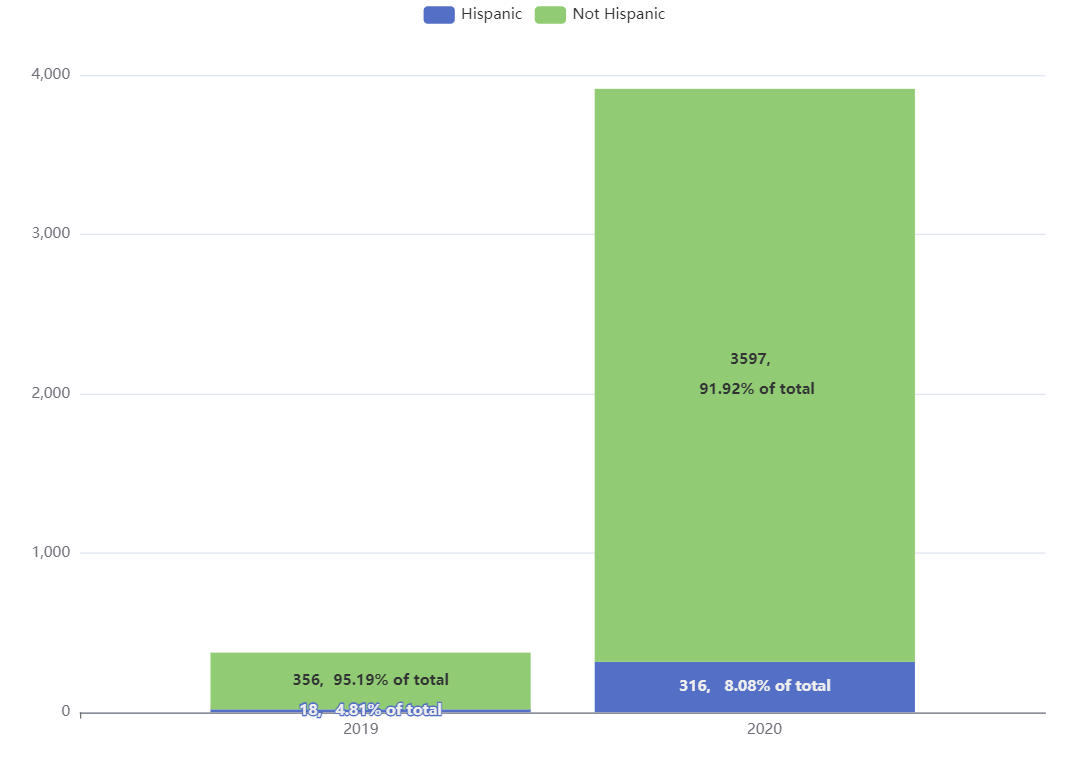 Hispanic Not Hispanic
4,000
3,000
2,000
1,000
0
3597,
91.92% of total
356, 95.19% of total
18, 4.81% of total
316, 8.08% of total
2019 2020